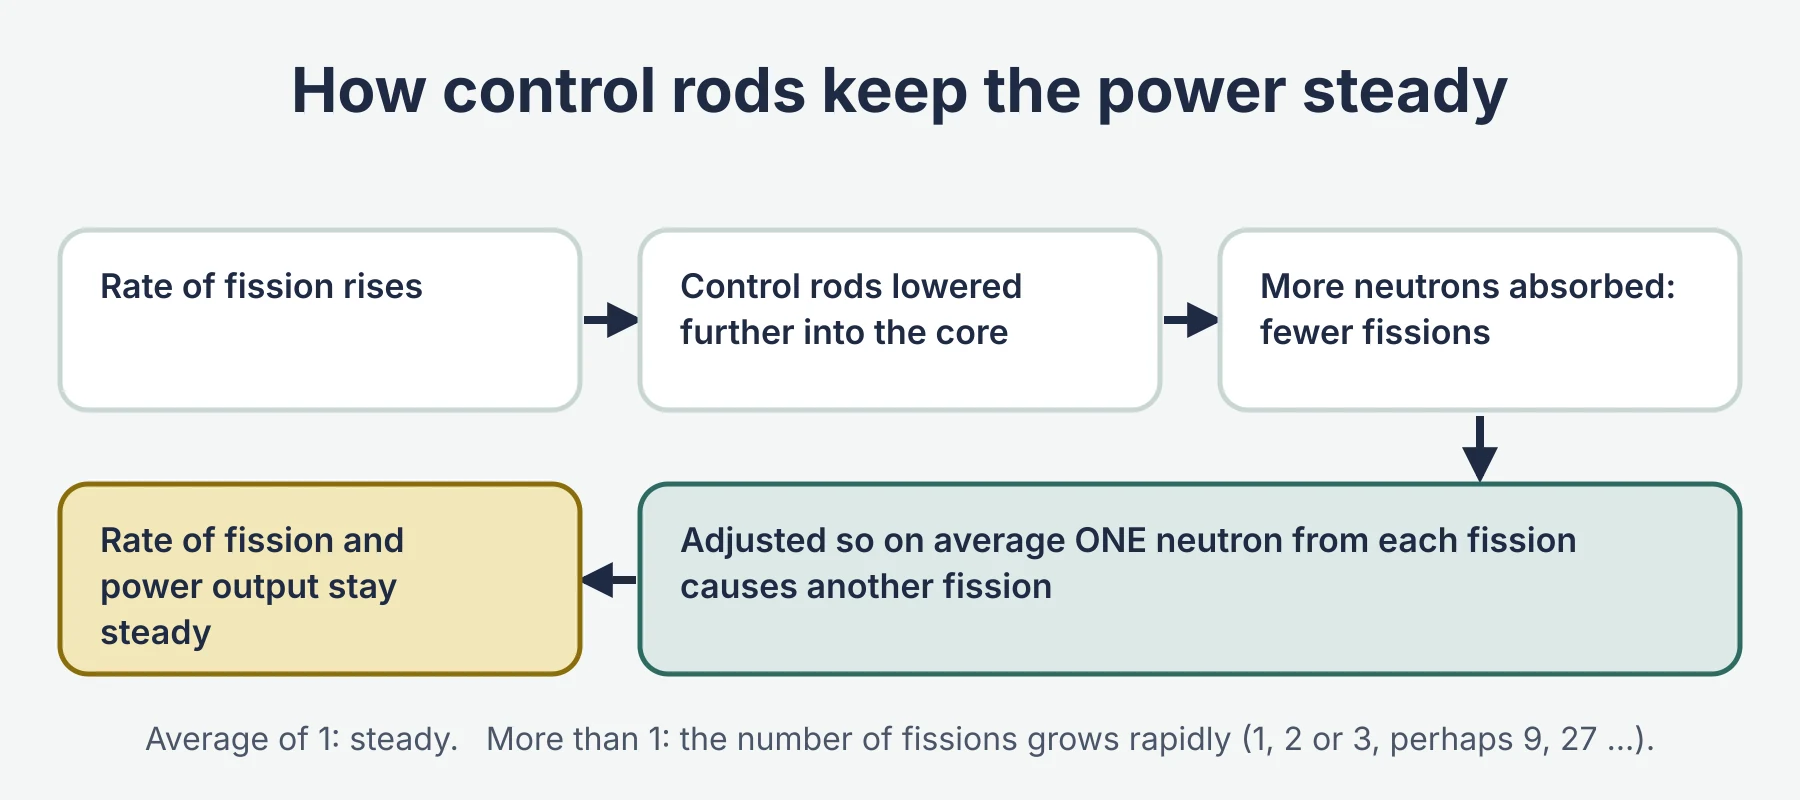 How control rods keep the power steady
Rate of fission rises
Control rods lowered
further into the core
More neutrons absorbed:
fewer fissions
Adjusted so on average ONE neutron from each fission
causes another fission
Rate of fission and
power output stay
steady
Average of 1: steady.   More than 1: the number of fissions grows rapidly (1, 2 or 3, perhaps 9, 27 ...).